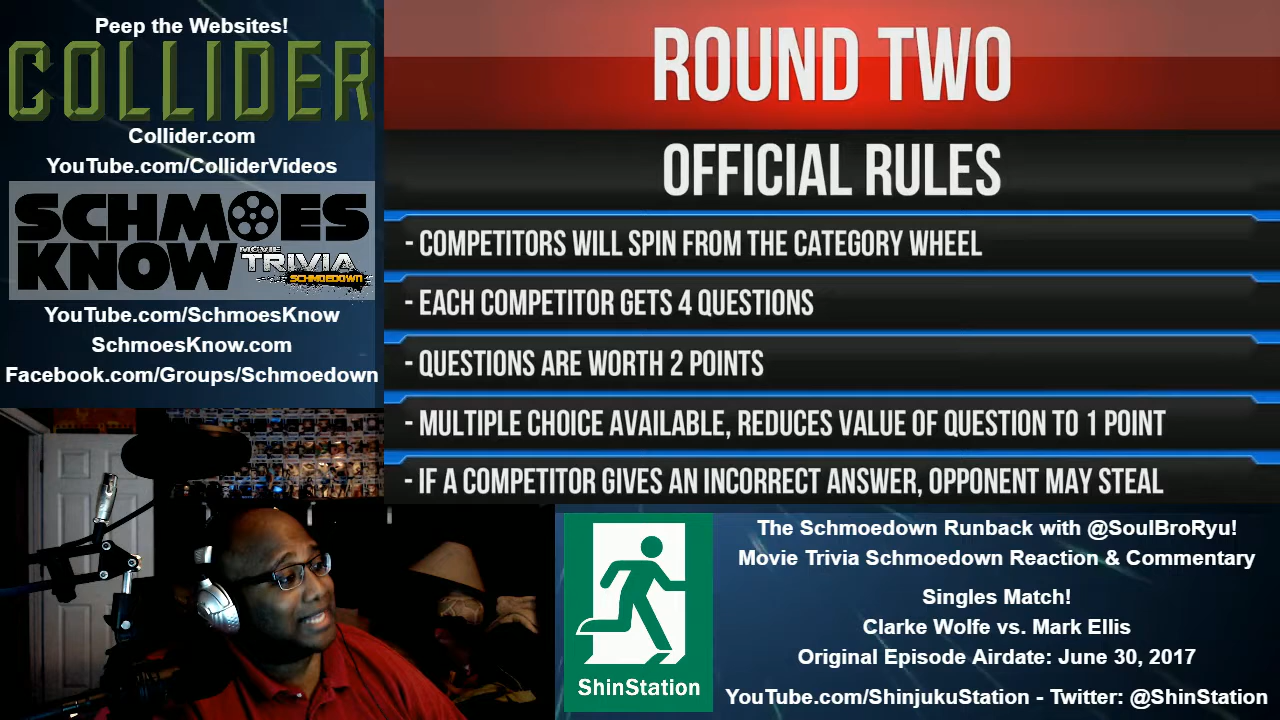 Peep the Websites!
COLLIDER
Collider.com
YouTube.com/ColliderVideos
SCHMOES
KNOW
MOVIE
TRIVIA
SCHMOEDOWN
YouTube.com/SchmoesKnow
SchmoesKnow.com
Facebook.com/Groups/Schmoedown
ROUND TWO
OFFICIAL RULES
- COMPETITORS WILL SPIN FROM THE CATEGORY WHEEL
- EACH COMPETITOR GETS 4 QUESTIONS
- QUESTIONS ARE WORTH 2 POINTS
- MULTIPLE CHOICE AVAILABLE, REDUCES VALUE OF QUESTION TO 1 POINT
- IF A COMPETITOR GIVES AN INCORRECT ANSWER, OPPONENT MAY STEAL
ShinStation
The Schmoedown Runback with @SoulBroRyu!
Movie Trivia Schmoedown Reaction & Commentary
Singles Match!
Clarke Wolfe vs. Mark Ellis
Original Episode Airdate: June 30, 2017
YouTube.com/ShinjukuStation - Twitter: @ShinStation